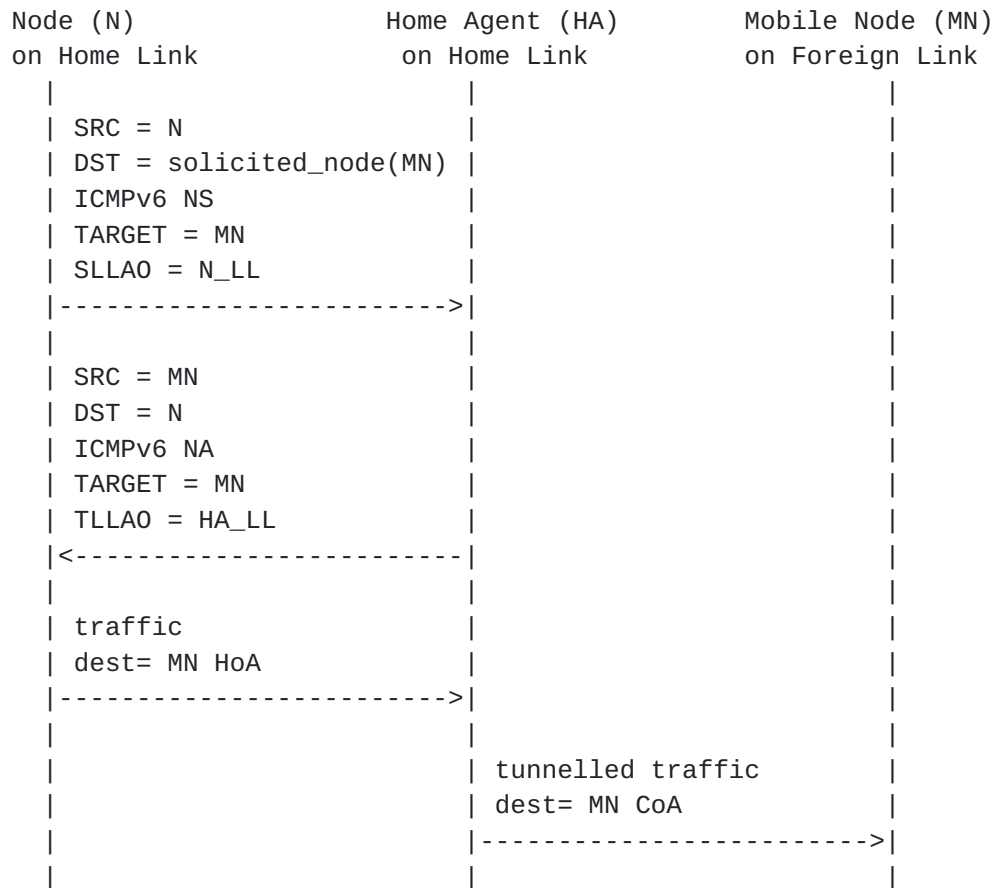 Node (N) Home Agent (HA) Mobile Node (MN)
on Home Link on Home Link on Foreign Link
SRC = N
DST = solicited_node(MN)
ICMPv6 NS
TARGET = MN
SLLAO = N_LL
SRC = MN
DST = N
ICMPv6 NA
TARGET = MN
TLLAO = HA_LL
traffic
dest= MN HoA
tunnelled traffic
dest= MN CoA